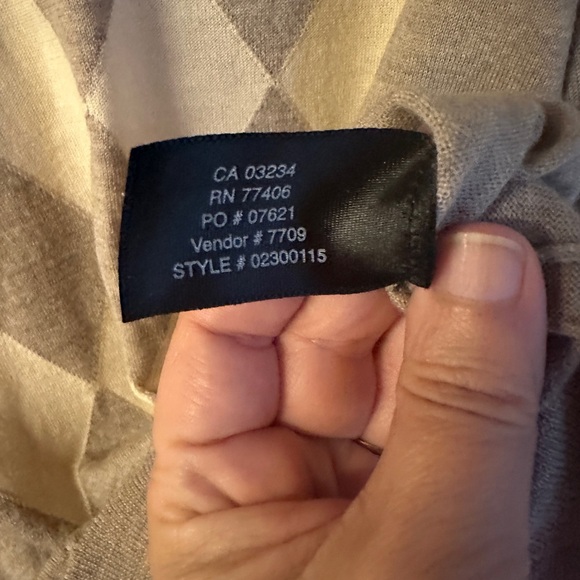 CA 03234
RN 77406
PO # 07621
Vendor # 7709
STYLE # 02300115